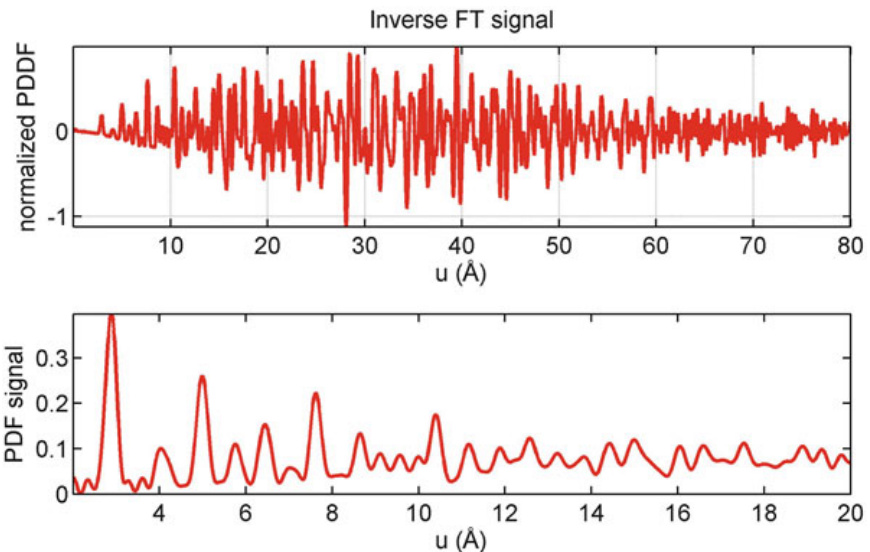 Inverse FT signal
normalized PDDF
0
-1
10 20 30 40 50 60 70 80
u (Å)
PDF signal
0.3
0.2
0.1
0
4 6 8 10 12 14 16 18 20
u (Å)